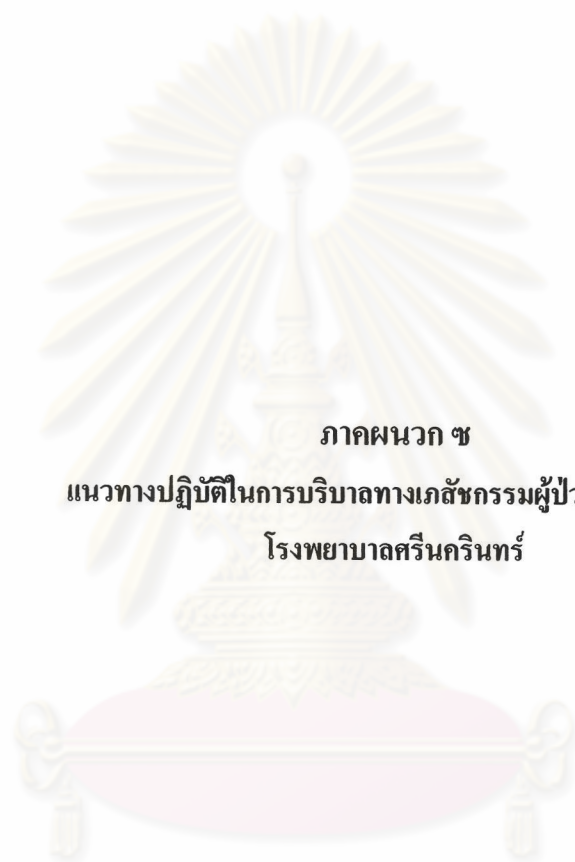 ภาคผนวก ซ
แนวทางปฏิบัติในการบริบาลทางเภสัชกรรมผู้ป่ว
โรงพยาบาลศรีนครินทร์